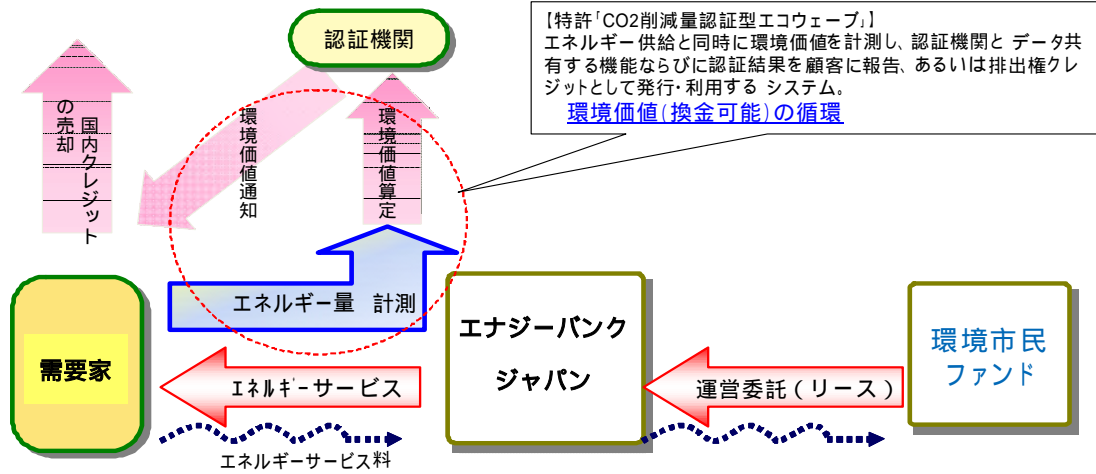 認証機関
【特許「CO2削減量認証型エコウェーブ」】
エネルギー供給と同時に環境価値を計測し、認証機関と データ共
有する機能ならびに認証結果を顧客に報告、あるいは排出権クレ
ジットとして発行・利用する システム。
環境価値(換金可能)の循環
国内クレジット
の売却
環境価値通知
環境価値算定
エネルギー量 計測
需要家
エナジーバンク
ジャパン
環境市民
ファンド
エネルギーサービス
運営委託(リース)
エネルギーサービス料